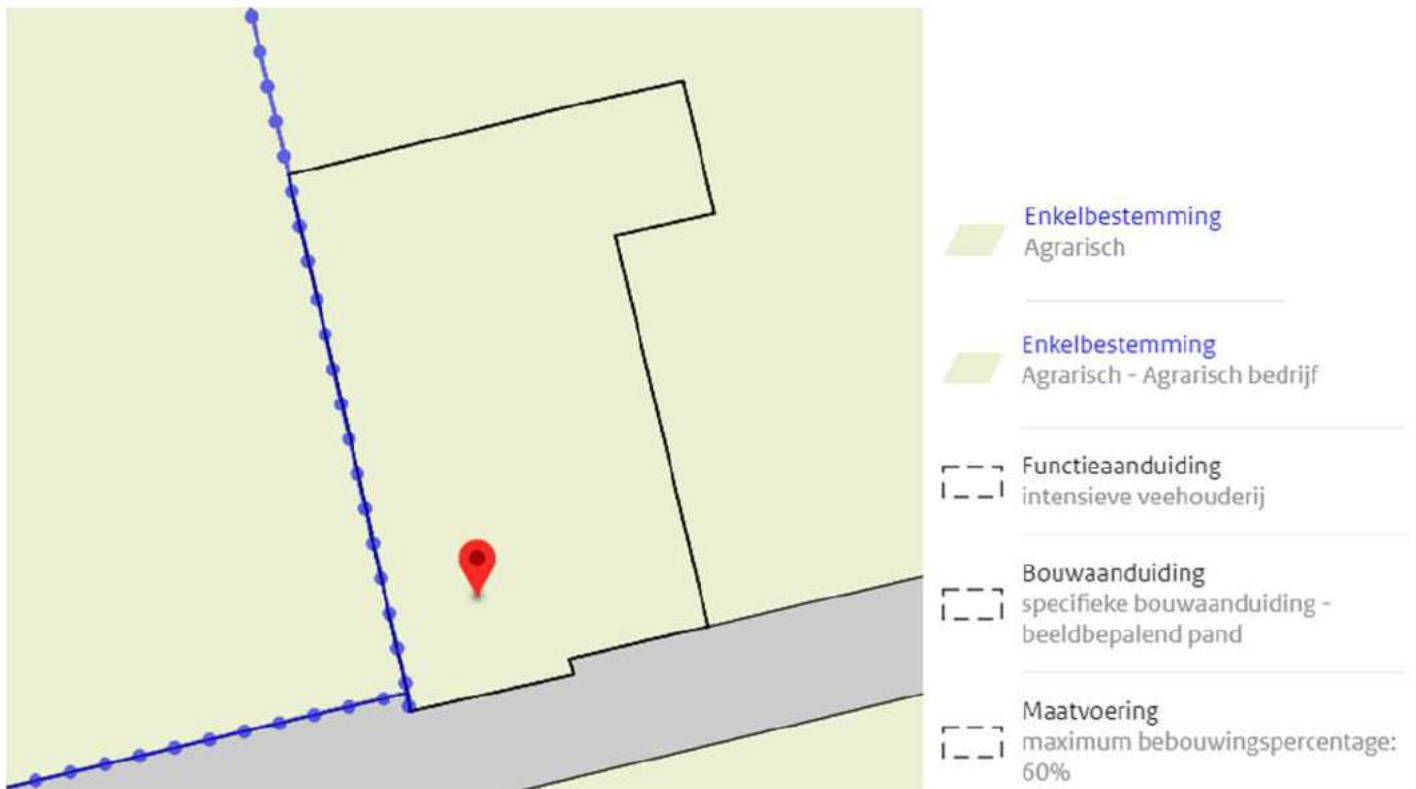 Enkelbestemming
Agrarisch
Enkelbestemming
Agrarisch - Agrarisch bedrijf
Functieaanduiding
intensieve veehouderij
Bouwaanduiding
specifieke bouwaanduiding -
beeldbepalend pand
Maatvoering
maximum bebouwingspercentage:
60%